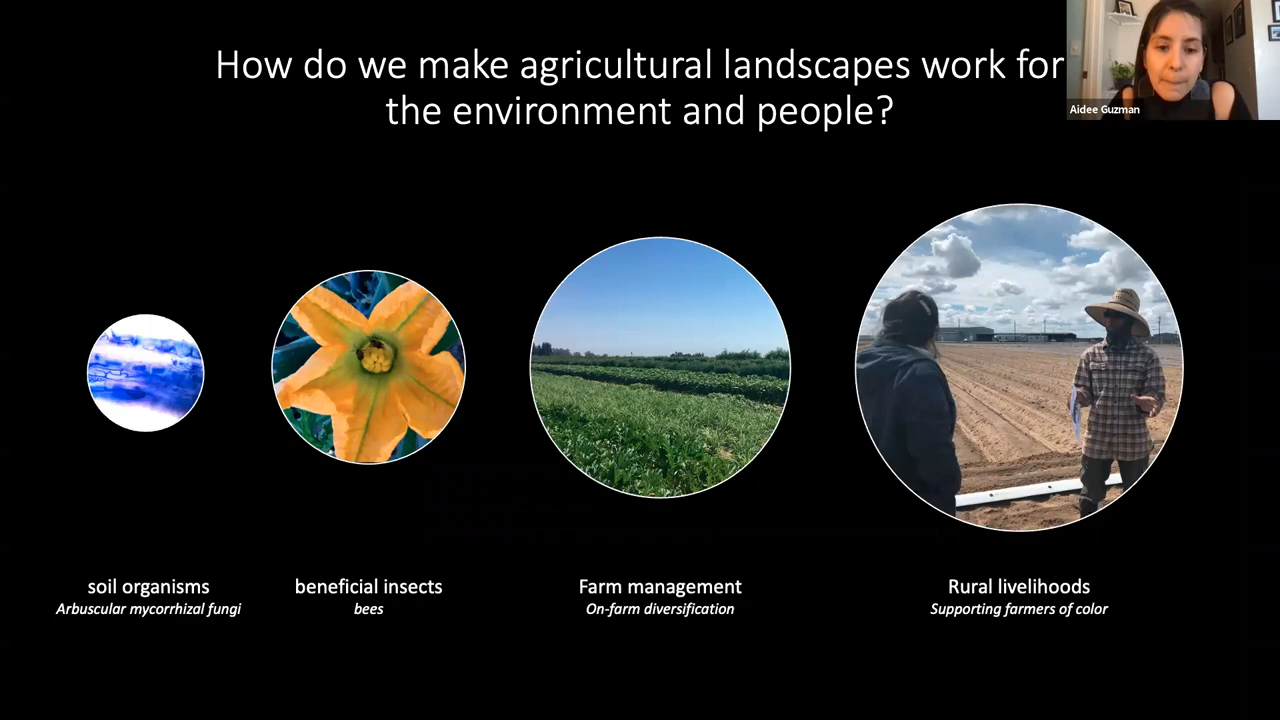 How do we make agricultural landscapes work for
the environment and people?
Aidee Guzman
soil organisms
Arbuscular mycorrhizal fungi
beneficial insects
bees
Farm management
On-farm diversification
Rural livelihoods
Supporting farmers of color